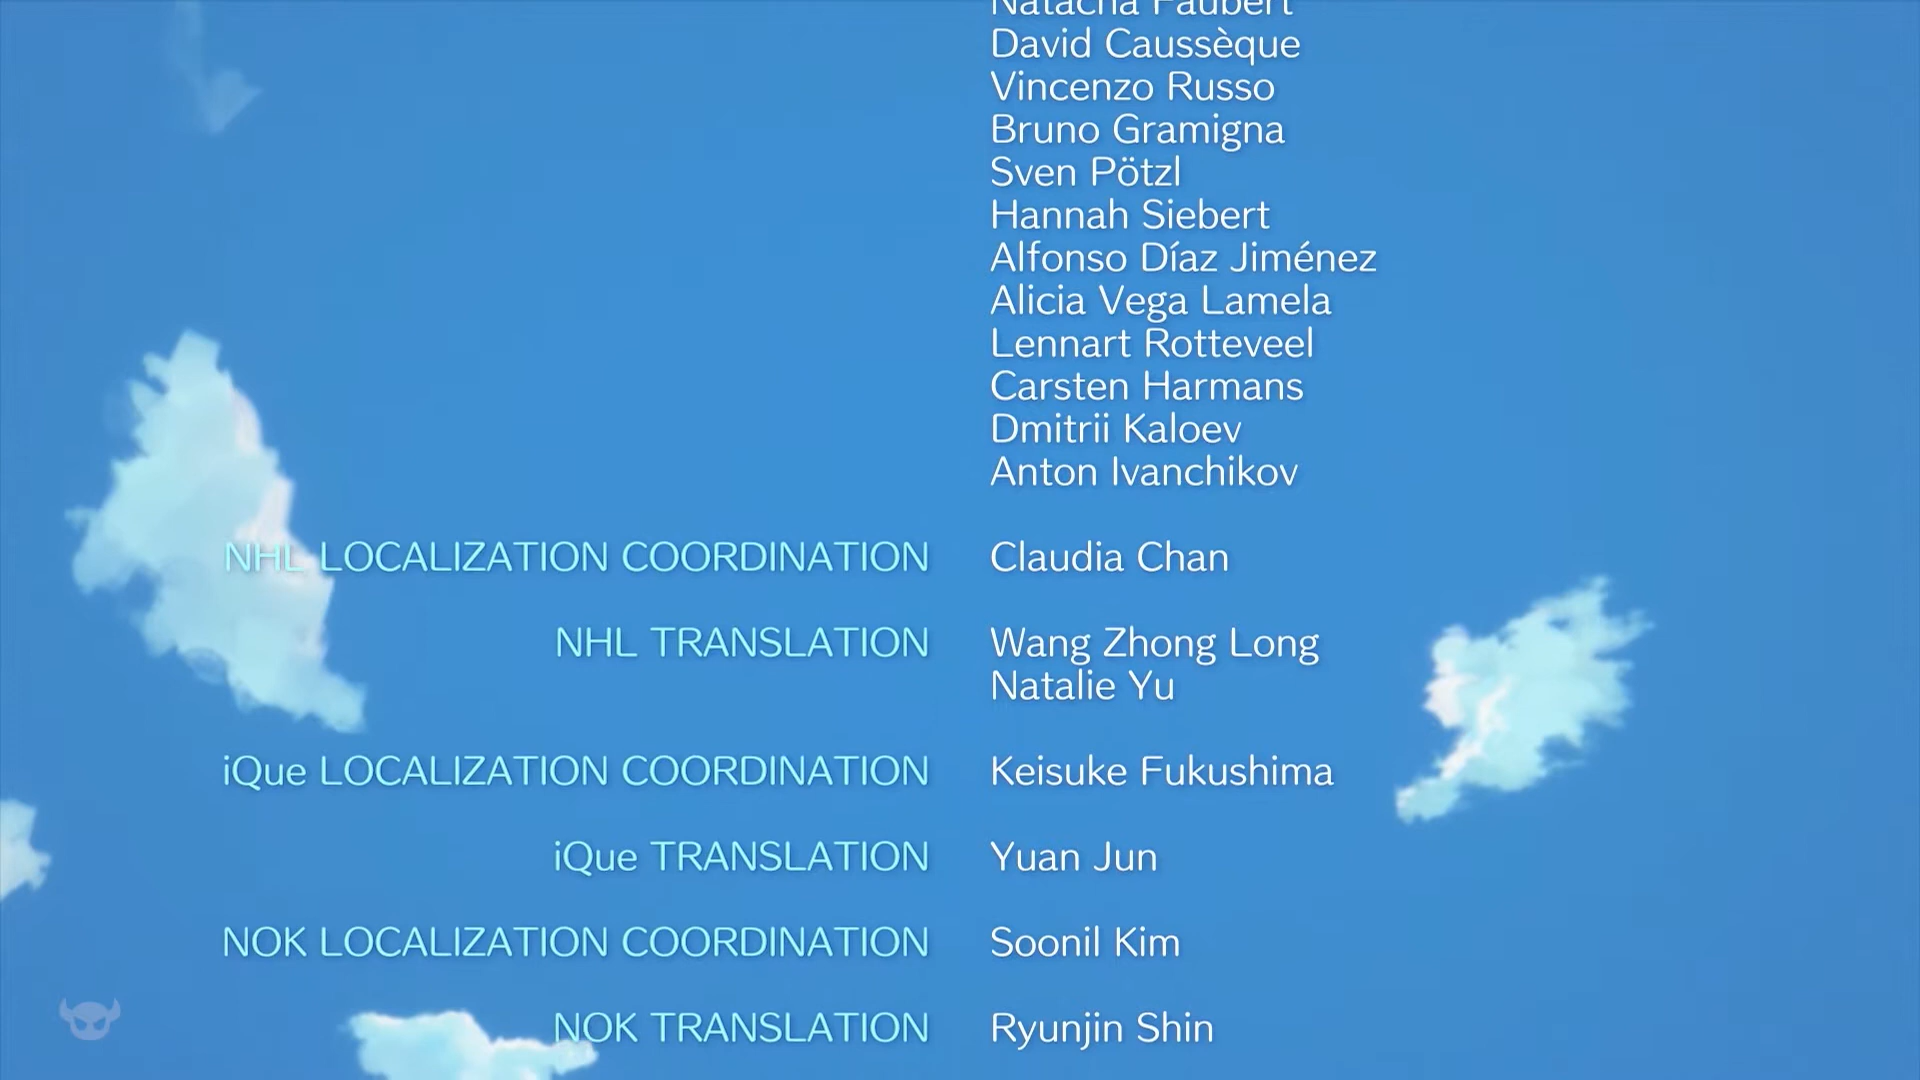 Natacha Faubert
David Caussèque
Vincenzo Russo
Bruno Gramigna
Sven Pötzl
Hannah Siebert
Alfonso Díaz Jiménez
Alicia Vega Lamela
Lennart Rotteveel
Carsten Harmans
Dmitrii Kaloev
Anton Ivanchikov
NHL LOCALIZATION COORDINATION Claudia Chan
NHL TRANSLATION Wang Zhong Long
Natalie Yu
iQue LOCALIZATION COORDINATION Keisuke Fukushima
iQue TRANSLATION Yuan Jun
NOK LOCALIZATION COORDINATION Soonil Kim
NOK TRANSLATION Ryunjin Shin